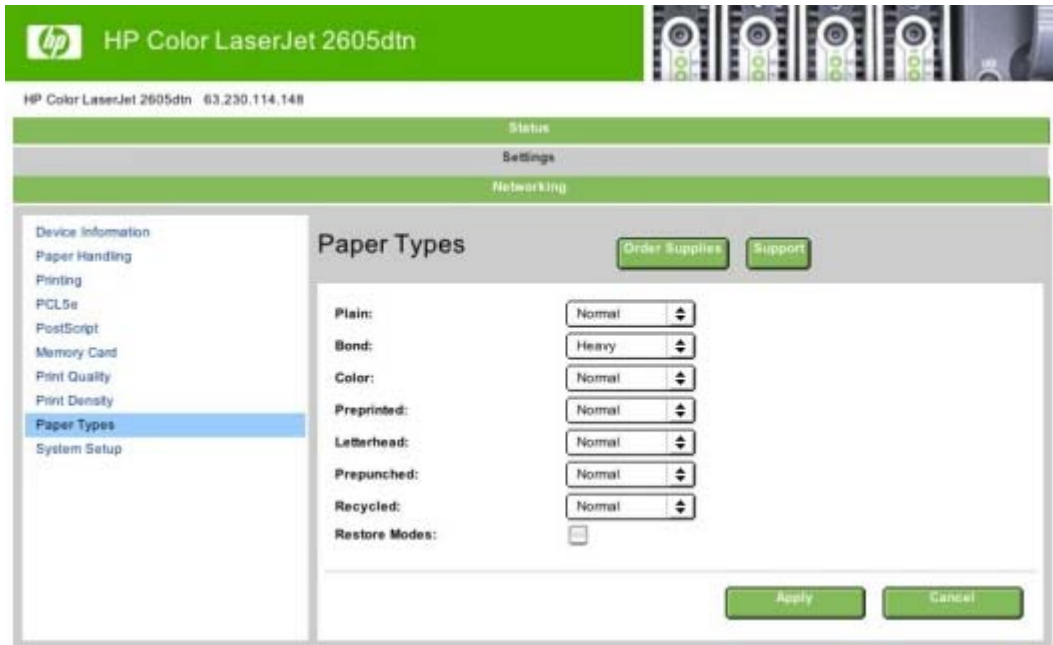 hp HP Color LaserJet 2605dtn
HP Color LaserJet 2605dtn 63.230.114.148
Status
Settings
Networking
Device Information
Paper Handling
Printing
PCL5e
PostScript
Memory Card
Print Quality
Print Density
Paper Types
System Setup
Paper Types Order Supplies Support
Plain: Normal
Bond: Heavy
Color: Normal
Preprinted: Normal
Letterhead: Normal
Prepunched: Normal
Recycled: Normal
Restore Modes:
Apply Cancel